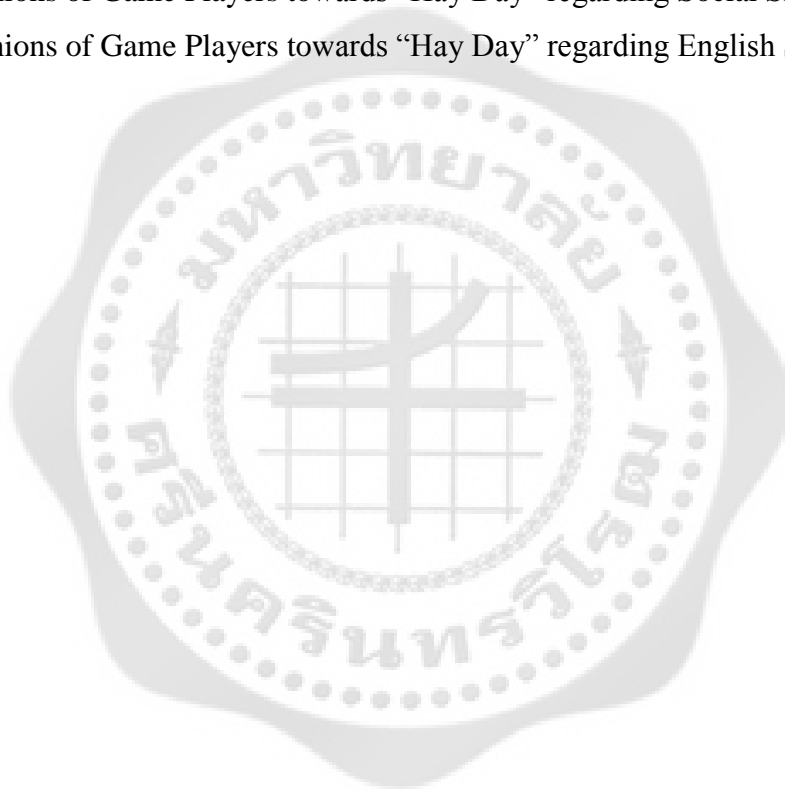 ions of Game Players towards “Hay Day” regarding Social S
nions of Game Players towards “Hay Day” regarding English
มหาวิทยาลัย
ศรีนครินทรวิโรฒ